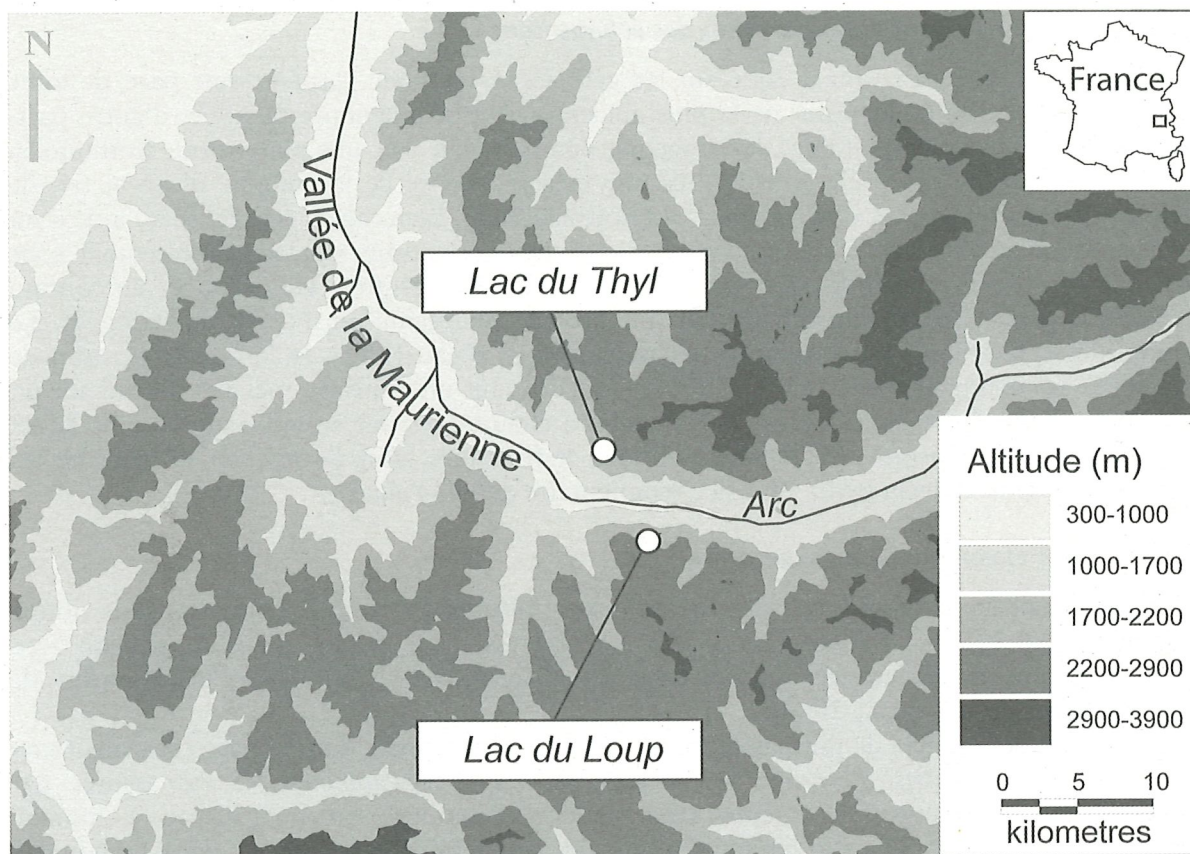 N
France
Vallée de la Maurienne
Lac du Thyl
Arc
Lac du Loup
Altitude (m)
300-1000
1000-1700
1700-2200
2200-2900
2900-3900
0 5 10
kilometres